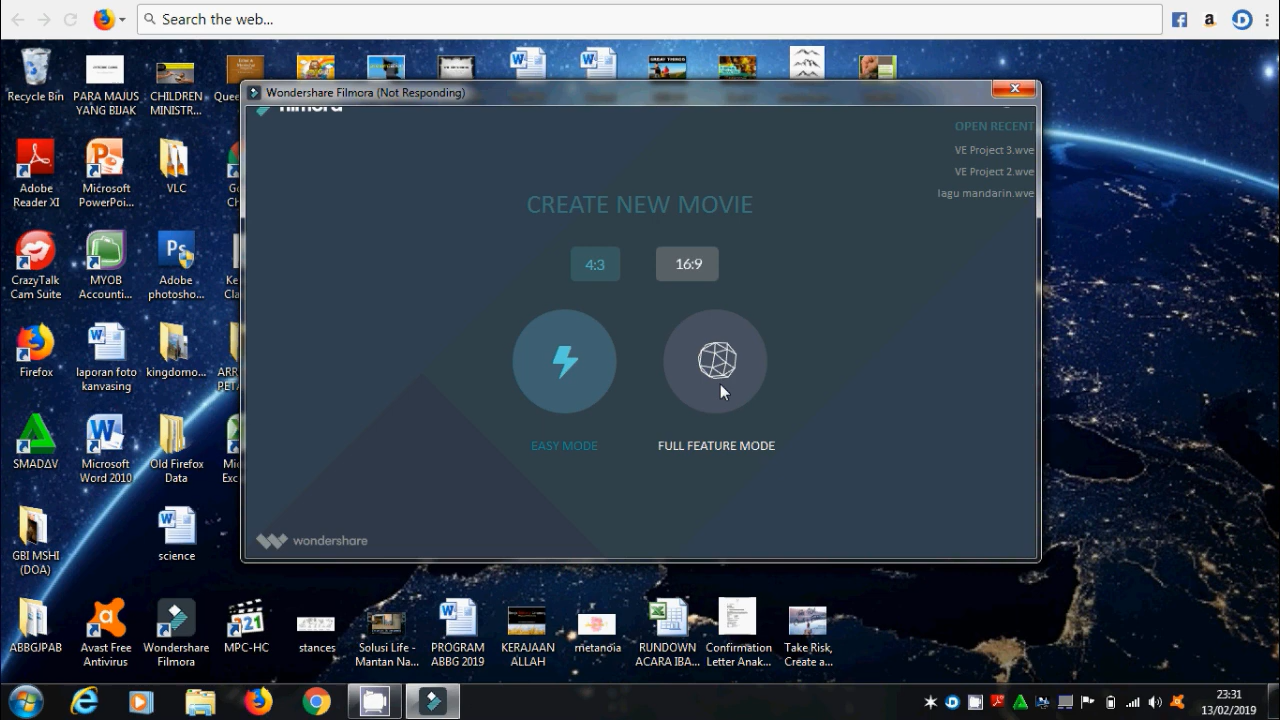 Search the web...
Recycle Bin
PARA MAJUS
YANG BIJAK
CHILDREN
MINISTR...
Wondershare Filmora (Not Responding)
filmora
OPEN RECENT
VE Project 3.wve
VE Project 2.wve
lagu mandarin.wve
CREATE NEW MOVIE
4:3
16:9
EASY MODE
FULL FEATURE MODE
wondershare
Adobe
Reader XI
Microsoft
PowerPoi...
VLC
CrazyTalk
Cam Suite
MYOB
Accounti...
Adobe
photosho...
Firefox
laporan foto
kanvasing
kingdomo...
SMADΔV
Microsoft
Word 2010
Old Firefox
Data
GBI MSHI
(DOA)
science
ABBGJPAB
Avast Free
Antivirus
Wondershare
Filmora
MPC-HC
stances
Solusi Life -
Mantan Na...
PROGRAM
ABBG 2019
KERAJAAN
ALLAH
metanoia
RUNDOWN
ACARA IBA...
Confirmation
Letter Anak...
Take Risk,
Create a...
23:31
13/02/2019